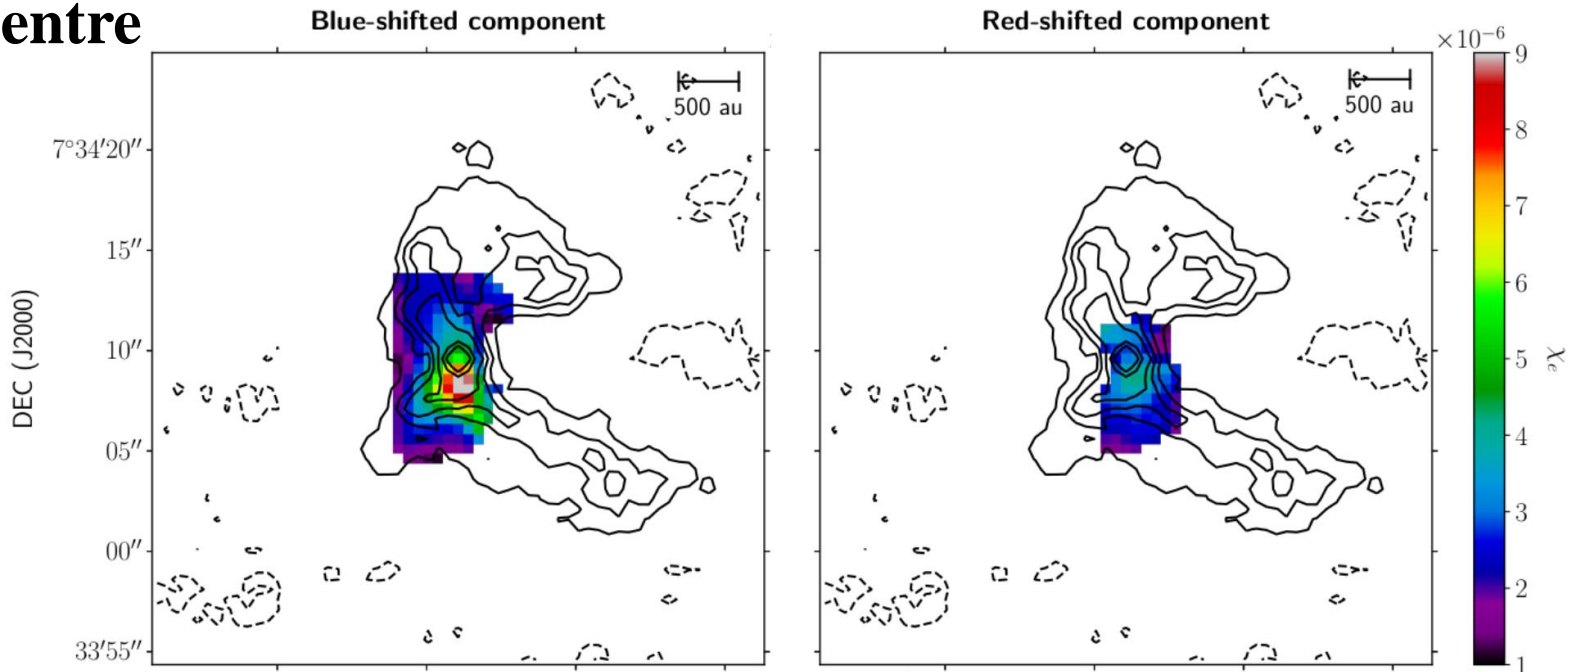 entre
Blue-shifted component
Red-shifted component
×10⁻⁶
500 au
500 au
DEC (J2000)
7°34′20″
15″
10″
05″
00″
33′55″
9
8
7
6
5
4
3
2
1
χₑ